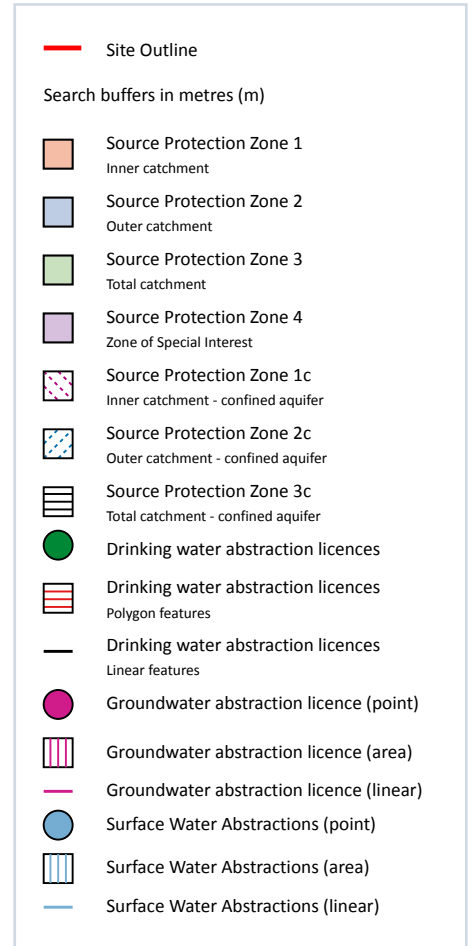 Site Outline
Search buffers in metres (m)
Source Protection Zone 1
Inner catchment
Source Protection Zone 2
Outer catchment
Source Protection Zone 3
Total catchment
Source Protection Zone 4
Zone of Special Interest
Source Protection Zone 1c
Inner catchment - confined aquifer
Source Protection Zone 2c
Outer catchment - confined aquifer
Source Protection Zone 3c
Total catchment - confined aquifer
Drinking water abstraction licences
Drinking water abstraction licences
Polygon features
Drinking water abstraction licences
Linear features
Groundwater abstraction licence (point)
Groundwater abstraction licence (area)
Groundwater abstraction licence (linear)
Surface Water Abstractions (point)
Surface Water Abstractions (area)
Surface Water Abstractions (linear)